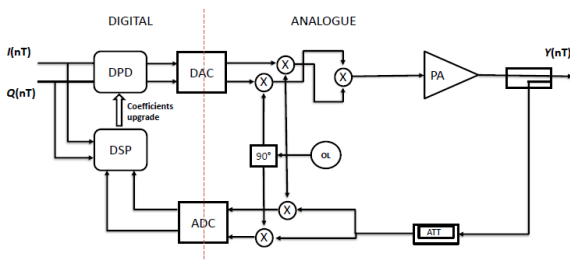 DIGITAL
ANALOGUE
I(nT)
Q(nT)
DPD
DAC
X
X
X
PA
Y(nT)
Coefficients
upgrade
DSP
90°
OL
ADC
X
X
ATT